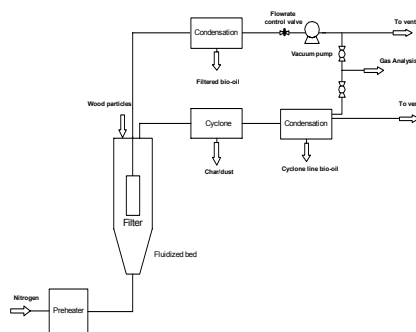 Flowrate
control valve
To vent
Condensation
Vacuum pump
Gas Analysis
Filtered bio-oil
Wood particles
To vent
Cyclone
Condensation
Char/dust
Cyclone line bio-oil
Filter
Fluidized bed
Nitrogen
Preheater